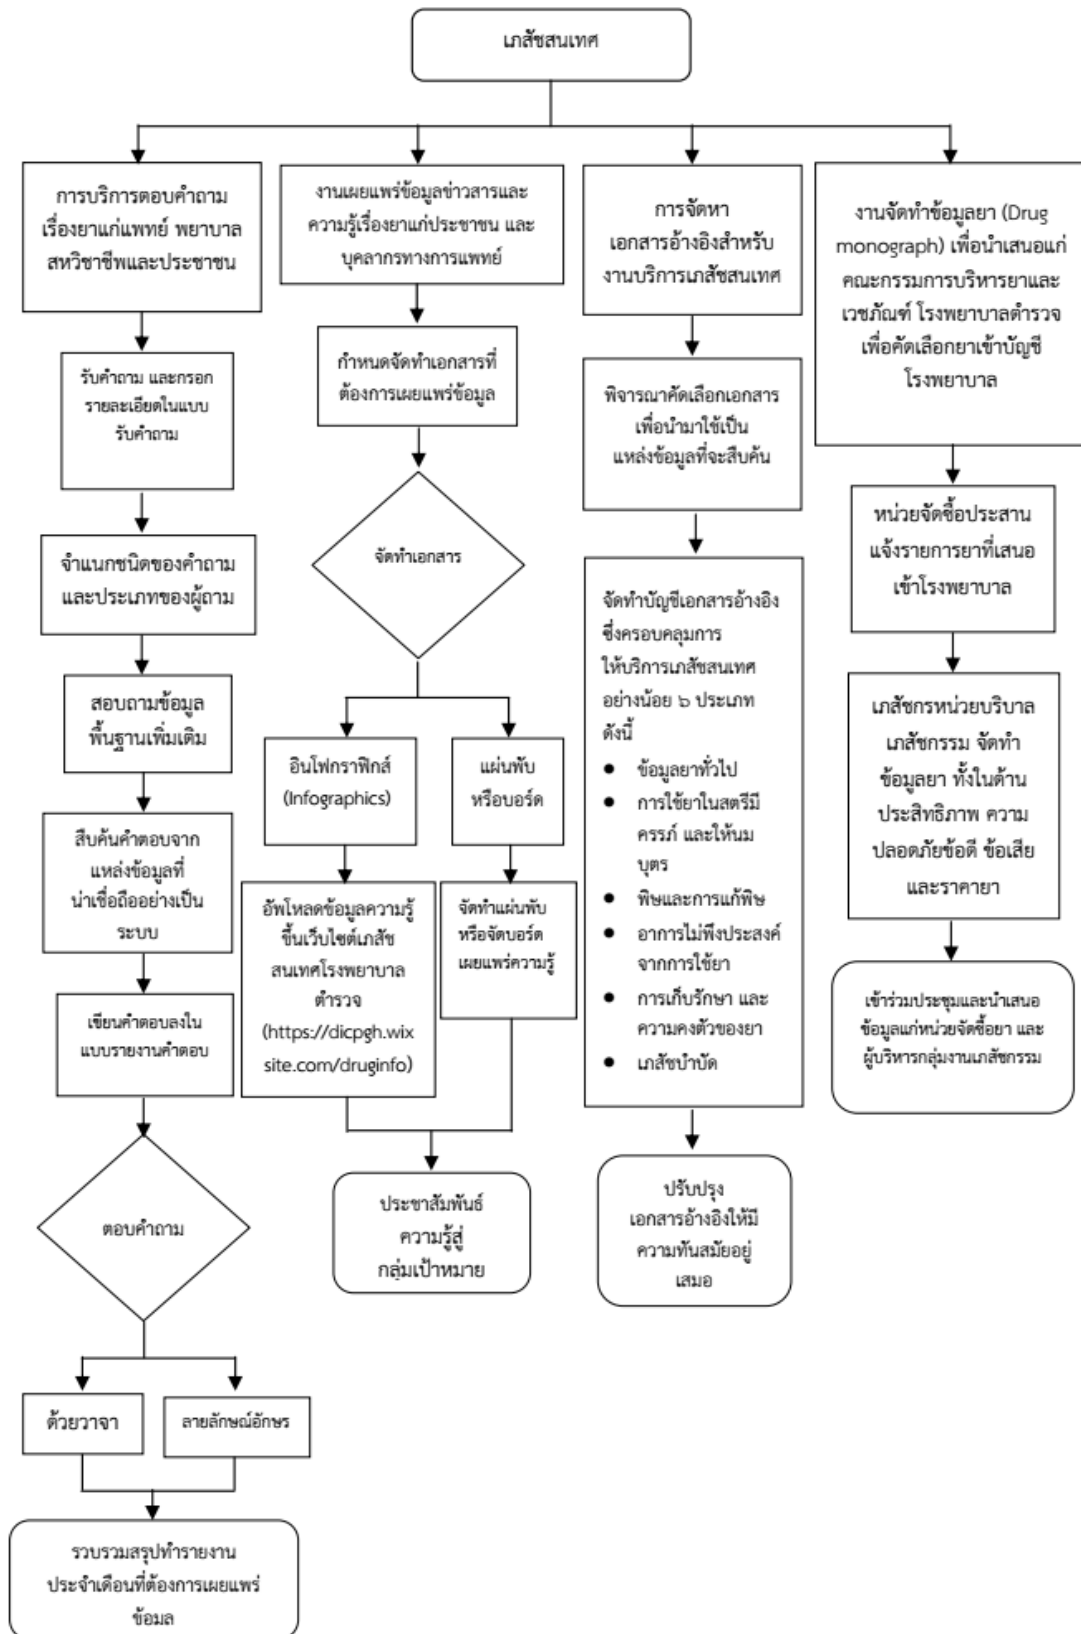 เภสัชสนเทศ
การบริการตอบคำถาม
เรื่องยาแก่แพทย์ พยาบาล
สหวิชาชีพและประชาชน
รับคำถาม และกรอก
รายละเอียดในแบบ
รับคำถาม
จำแนกชนิดของคำถาม
และประเภทของผู้ถาม
สอบถามข้อมูล
พื้นฐานเพิ่มเติม
สืบค้นคำตอบจาก
แหล่งข้อมูลที่
น่าเชื่อถืออย่างเป็น
ระบบ
เขียนคำตอบลงใน
แบบรายงานคำตอบ
ตอบคำถาม
ด้วยวาจา
ลายลักษณ์อักษร
รวบรวมสรุปทำรายงาน
ประจำเดือนที่ต้องการเผยแพร่
ข้อมูล
งานเผยแพร่ข้อมูลข่าวสารและ
ความรู้เรื่องยาแก่ประชาชน และ
บุคลากรทางการแพทย์
กำหนดจัดทำเอกสารที่
ต้องการเผยแพร่ข้อมูล
จัดทำเอกสาร
อินโฟกราฟิกส์
(Infographics)
อัพโหลดข้อมูลความรู้
ขึ้นเว็บไซต์เภสัช
สนเทศโรงพยาบาล
ตำรวจ
(https://dicpgh.wix
site.com/druginfo)
แผ่นพับ
หรือบอร์ด
จัดทำแผ่นพับ
หรือจัดบอร์ด
เผยแพร่ความรู้
ประชาสัมพันธ์
ความรู้สู่
กลุ่มเป้าหมาย
การจัดหา
เอกสารอ้างอิงสำหรับ
งานบริการเภสัชสนเทศ
พิจารณาคัดเลือกเอกสาร
เพื่อนำมาใช้เป็น
แหล่งข้อมูลที่จะสืบค้น
จัดทำบัญชีเอกสารอ้างอิง
ซึ่งครอบคลุมการ
ให้บริการเภสัชสนเทศ
อย่างน้อย ๖ ประเภท
ดังนี้
● ข้อมูลยาทั่วไป
● การใช้ยาในสตรีมี
ครรภ์ และให้นม
บุตร
● พิษและการแก้พิษ
● อาการไม่พึงประสงค์
จากการใช้ยา
● การเก็บรักษา และ
ความคงตัวของยา
● เภสัชบำบัด
ปรับปรุง
เอกสารอ้างอิงให้มี
ความทันสมัยอยู่
เสมอ
งานจัดทำข้อมูลยา (Drug
monograph) เพื่อนำเสนอแก่
คณะกรรมการบริหารยาและ
เวชภัณฑ์ โรงพยาบาลตำรวจ
เพื่อคัดเลือกยาเข้าบัญชี
โรงพยาบาล
หน่วยจัดซื้อประสาน
แจ้งรายการยาที่เสนอ
เข้าโรงพยาบาล
เภสัชกรหน่วยบริบาล
เภสัชกรรม จัดทำ
ข้อมูลยา ทั้งในด้าน
ประสิทธิภาพ ความ
ปลอดภัยข้อดี ข้อเสีย
และราคายา
เข้าร่วมประชุมและนำเสนอ
ข้อมูลแก่หน่วยจัดซื้อยา และ
ผู้บริหารกลุ่มงานเภสัชกรรม